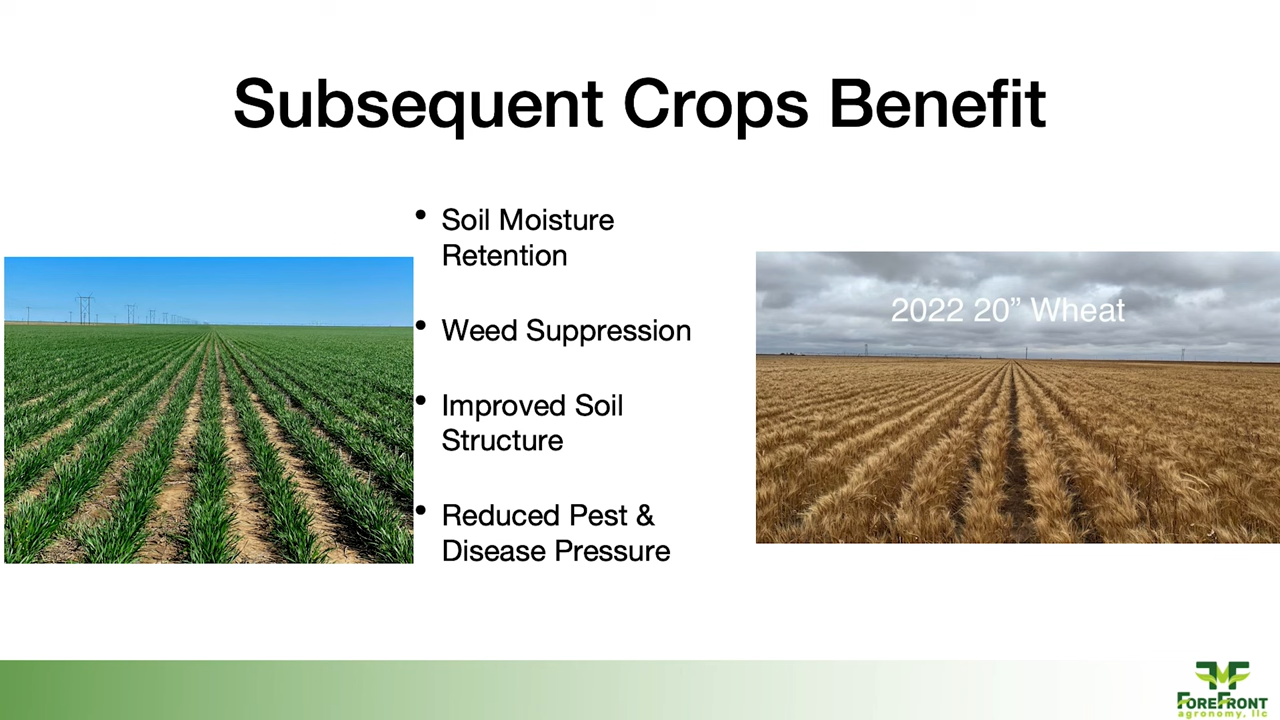 Subsequent Crops Benefit
• Soil Moisture
Retention
• Weed Suppression
• Improved Soil
Structure
• Reduced Pest &
Disease Pressure
2022 20” Wheat
FOREFRONT
agronomy, llc